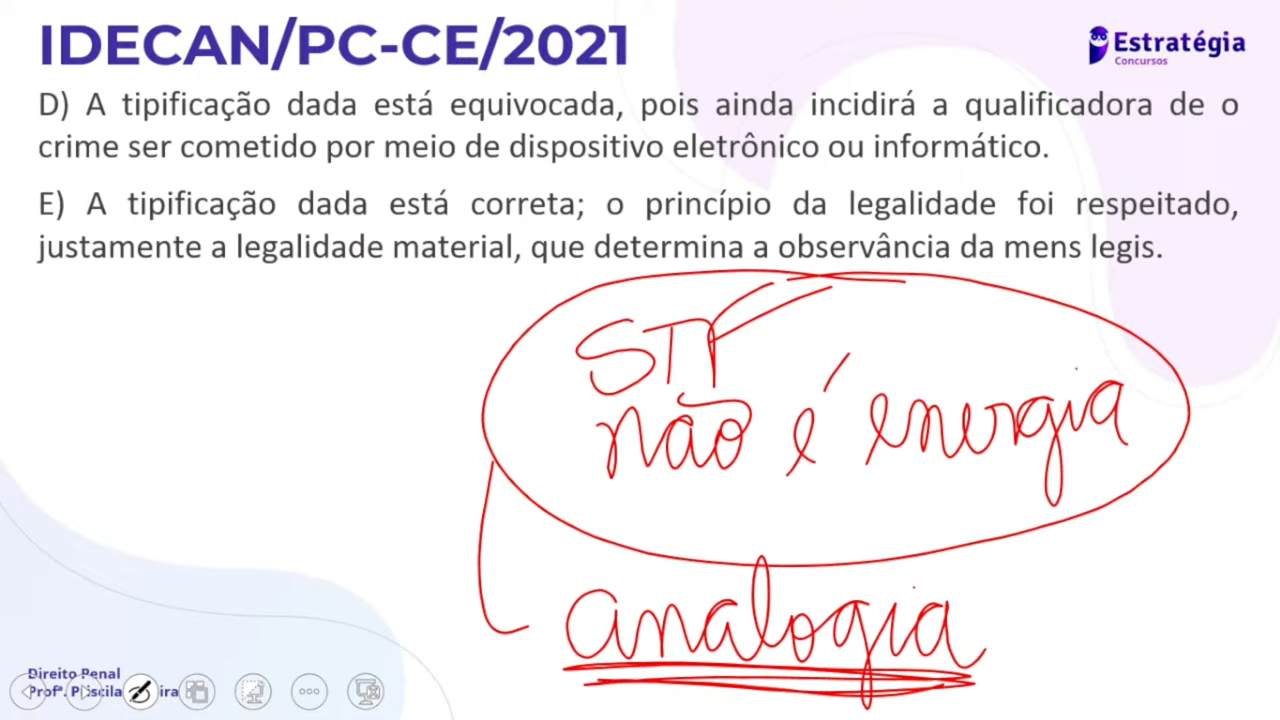 IDECAN/PC-CE/2021
Estratégia
Concursos
D) A tipificação dada está equivocada, pois ainda incidirá a qualificadora de o
crime ser cometido por meio de dispositivo eletrônico ou informático.
E) A tipificação dada está correta; o princípio da legalidade foi respeitado,
justamente a legalidade material, que determina a observância da mens legis.
STF
não é energia
analogia
Direito Penal
Profª.